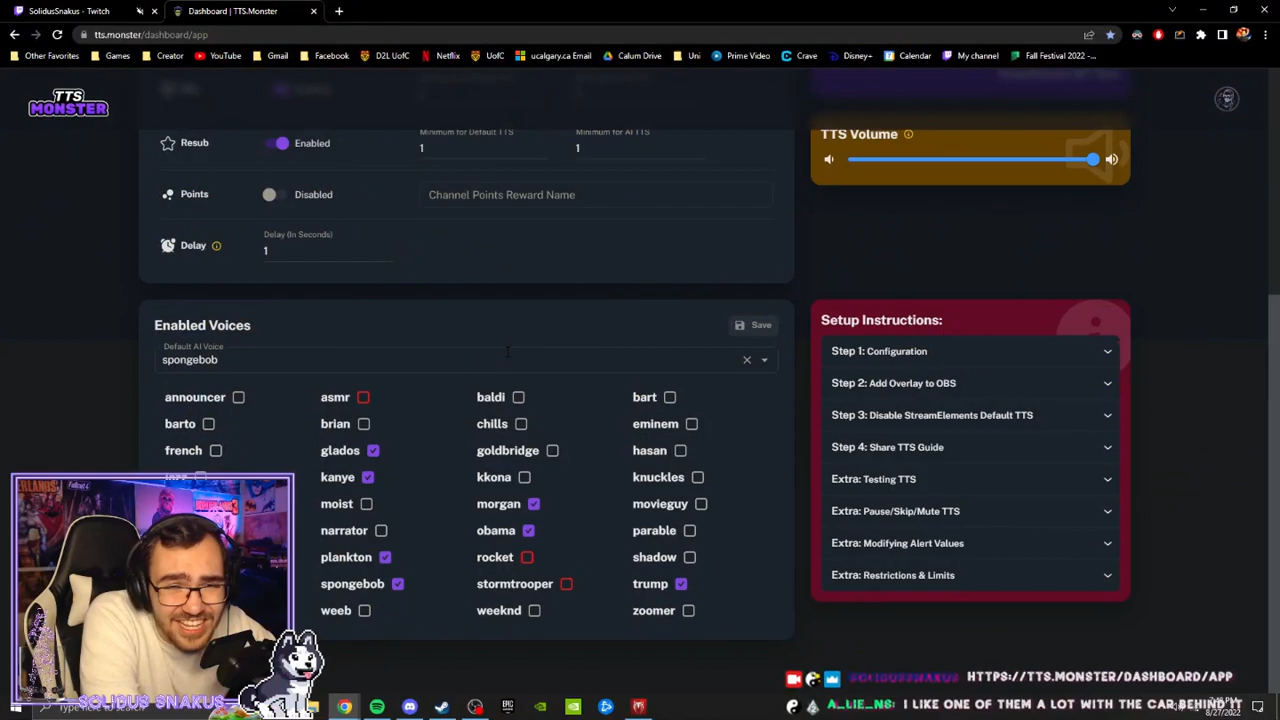 SolidusSnakus - Twitch
Dashboard | TTS.Monster
tts.monster/dashboard/app
Other Favorites
Games
Creator
YouTube
Gmail
Facebook
D2L UofC
Netflix
UofC
ucalgary.ca Email
Calum Drive
Uni
Prime Video
Crave
Disney+
Calendar
My channel
Fall Festival 2022 -...
TTS
MONSTER
Resub
Enabled
Minimum for Default TTS
1
Minimum for AI TTS
1
Points
Disabled
Channel Points Reward Name
Delay
Delay (In Seconds)
1
TTS Volume
Enabled Voices
Save
Default AI Voice
spongebob
announcer
asmr
baldi
bart
barto
brian
chills
eminem
french
glados
goldbridge
hasan
kanye
kkona
knuckles
moist
morgan
movieguy
narrator
obama
parable
plankton
rocket
shadow
spongebob
stormtrooper
trump
weeb
weeknd
zoomer
Setup Instructions:
Step 1: Configuration
Step 2: Add Overlay to OBS
Step 3: Disable StreamElements Default TTS
Step 4: Share TTS Guide
Extra: Testing TTS
Extra: Pause/Skip/Mute TTS
Extra: Modifying Alert Values
Extra: Restrictions & Limits
SOLIDUS SNAKUS
SOLIDUSSNAKUS HTTPS://TTS.MONSTER/DASHBOARD/APP
ALLIE_NS: I LIKE ONE OF THEM A LOT WITH THE CAR BEHIND IT
8/27/2022